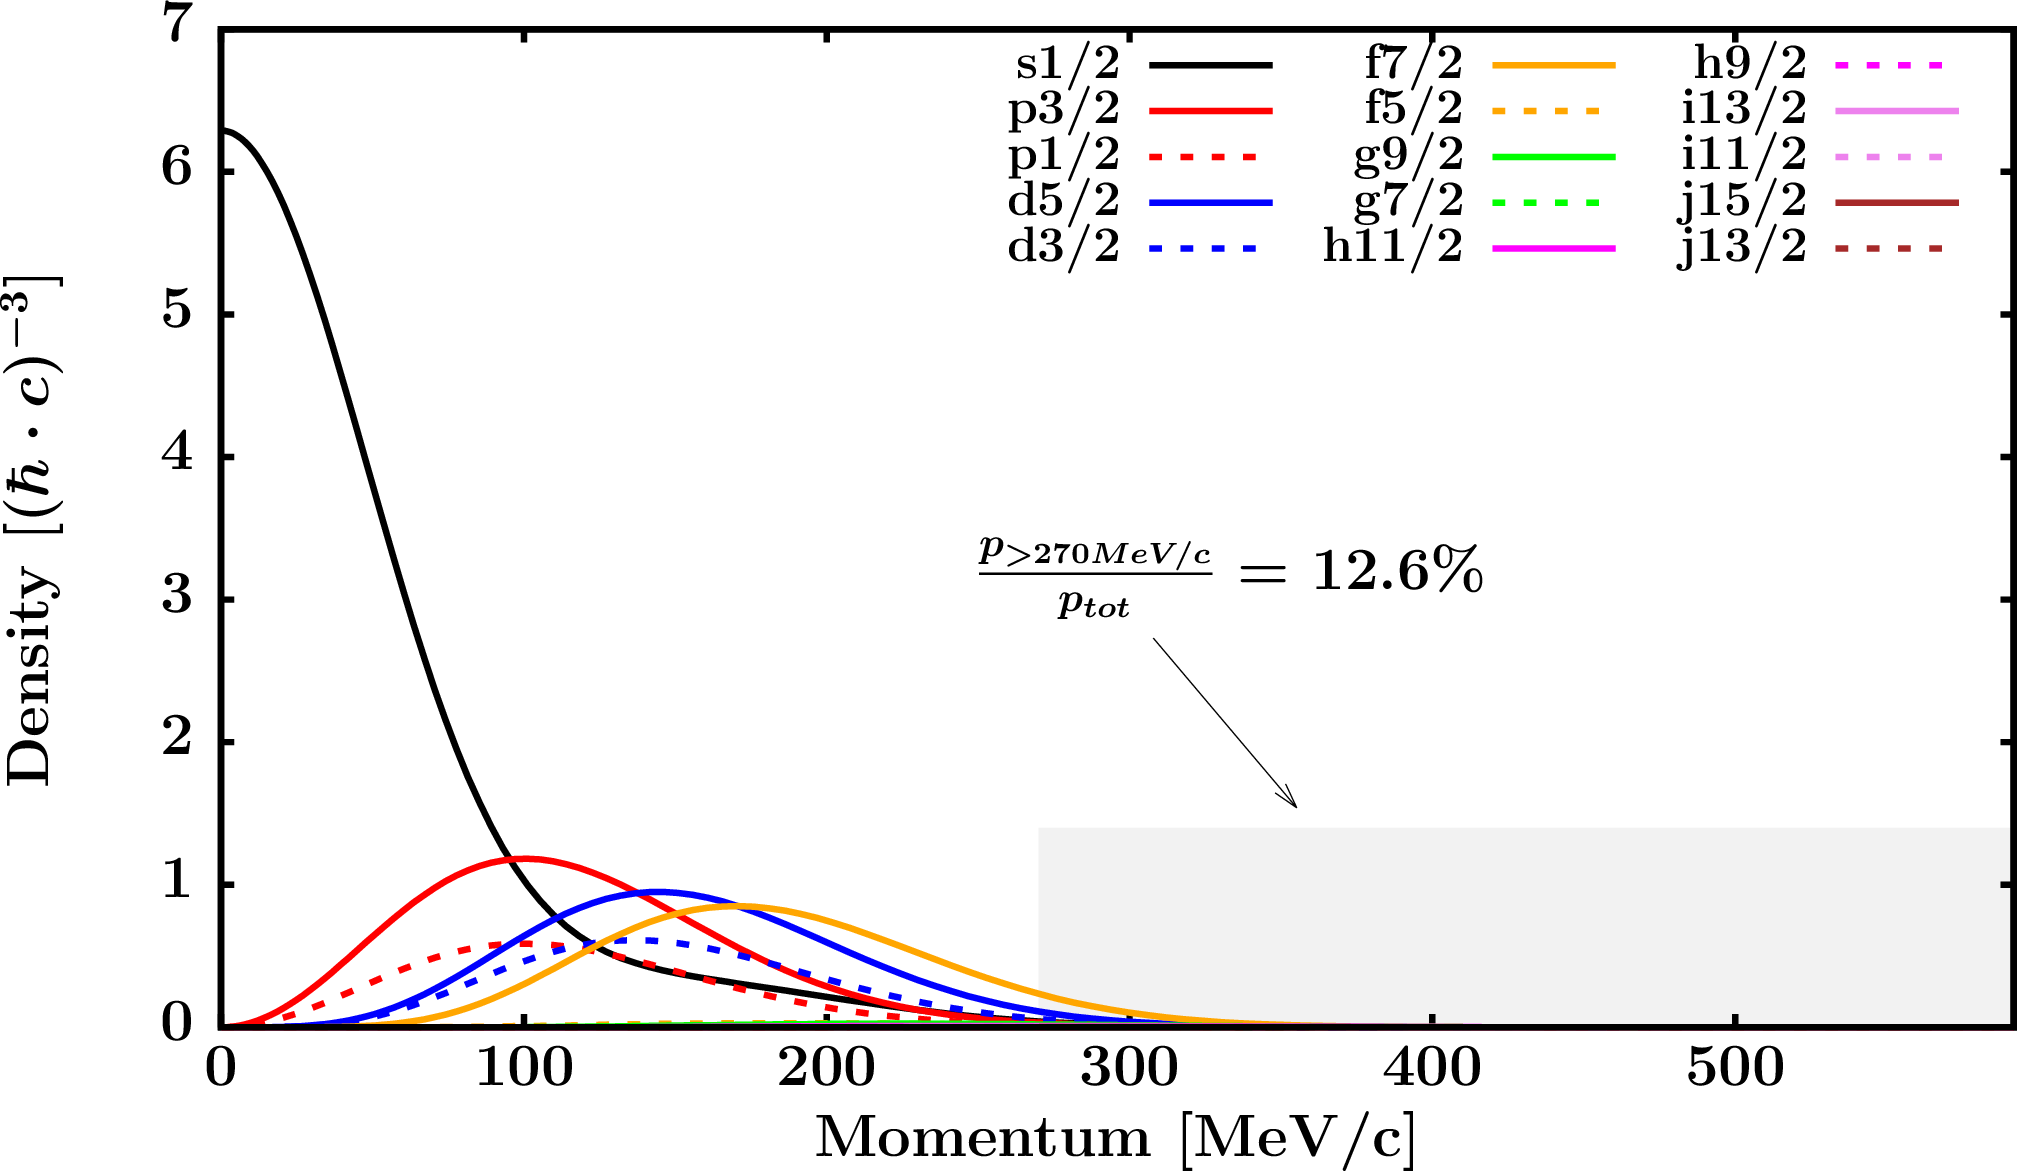 7
6
5
4
3
2
1
0
Density [(ħ · c)⁻³]
s1/2
p3/2
p1/2
d5/2
d3/2
f7/2
f5/2
g9/2
g7/2
h11/2
h9/2
i13/2
i11/2
j15/2
j13/2
p>270MeV/c
ptot
= 12.6%
0 100 200 300 400 500
Momentum [MeV/c]